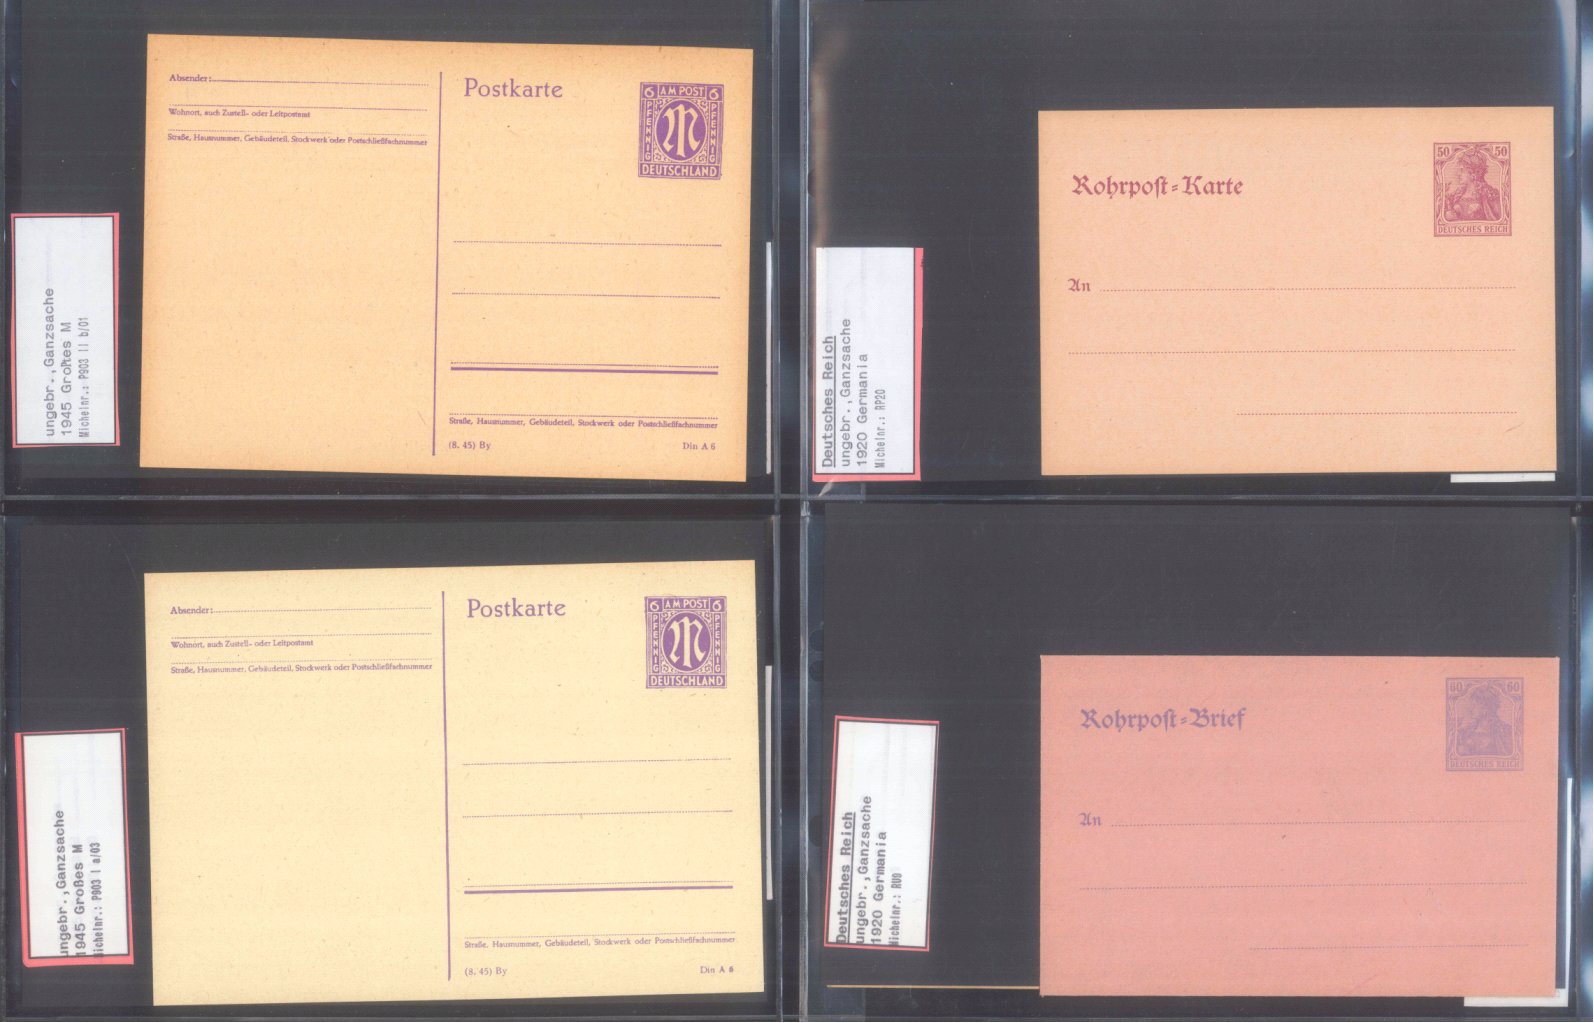 Absender:
Wohnort, auch Zustell- oder Leitpostamt
Straße, Hausnummer, Gebäudeteil, Stockwerk oder Postschließfachnummer
Postkarte
6 AM POST 6
PFENNIG
PFENNIG
M
DEUTSCHLAND
Straße, Hausnummer, Gebäudeteil, Stockwerk oder Postschließfachnummer
(8. 45) By
Din A 6
ungebr.,Ganzsache
1945 Großes M
Michelnr.: P903 II b/01
Rohrpost=Karte
50 50
DEUTSCHES REICH
An
Deutsches Reich
ungebr.,Ganzsache
1920 Germania
Michelnr.: RP20
Absender:
Wohnort, auch Zustell- oder Leitpostamt
Straße, Hausnummer, Gebäudeteil, Stockwerk oder Postschließfachnummer
Postkarte
6 AM POST 6
PFENNIG
PFENNIG
M
DEUTSCHLAND
Straße, Hausnummer, Gebäudeteil, Stockwerk oder Postschließfachnummer
(8. 45) By
Din A 6
ungebr.,Ganzsache
1945 Großes M
Michelnr.: P903 I a/03
Rohrpost=Brief
60 60
DEUTSCHES REICH
An
Deutsches Reich
ungebr.,Ganzsache
1920 Germania
Michelnr.: RU9